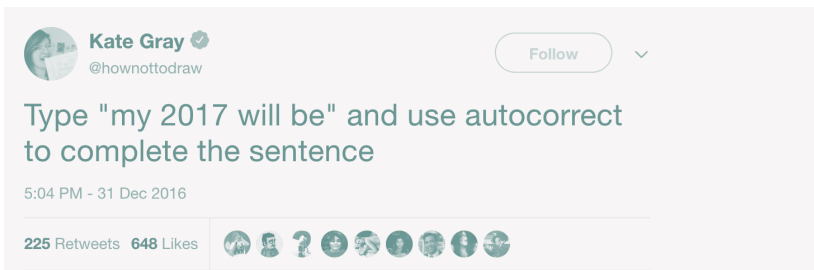 Kate Gray
@hownottodraw
Follow
Type "my 2017 will be" and use autocorrect
to complete the sentence
5:04 PM - 31 Dec 2016
225 Retweets 648 Likes